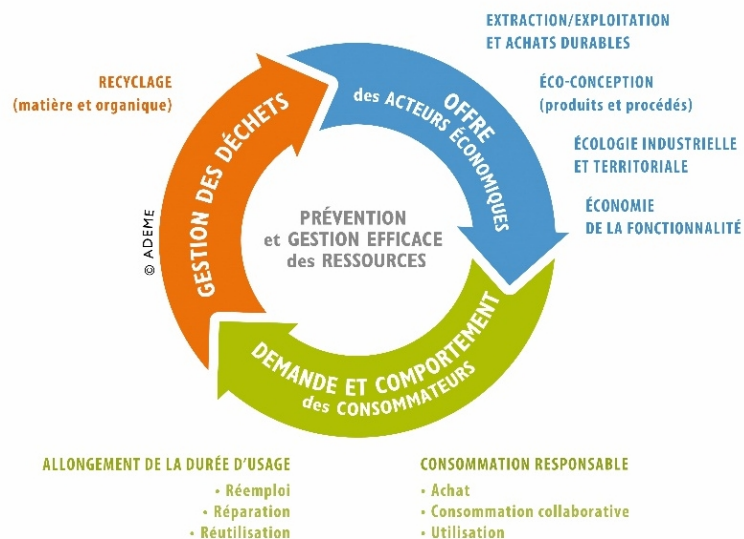 EXTRACTION/EXPLOITATION
ET ACHATS DURABLES
ÉCO-CONCEPTION
(produits et procédés)
ÉCOLOGIE INDUSTRIELLE
ET TERRITORIALE
ÉCONOMIE
DE LA FONCTIONNALITÉ
OFFRE
des ACTEURS ÉCONOMIQUES
RECYCLAGE
(matière et organique)
GESTION DES DÉCHETS
PRÉVENTION
et GESTION EFFICACE
des RESSOURCES
© ADEME
DEMANDE ET COMPORTEMENT
des CONSOMMATEURS
ALLONGEMENT DE LA DURÉE D'USAGE
• Réemploi
• Réparation
• Réutilisation
CONSOMMATION RESPONSABLE
• Achat
• Consommation collaborative
• Utilisation